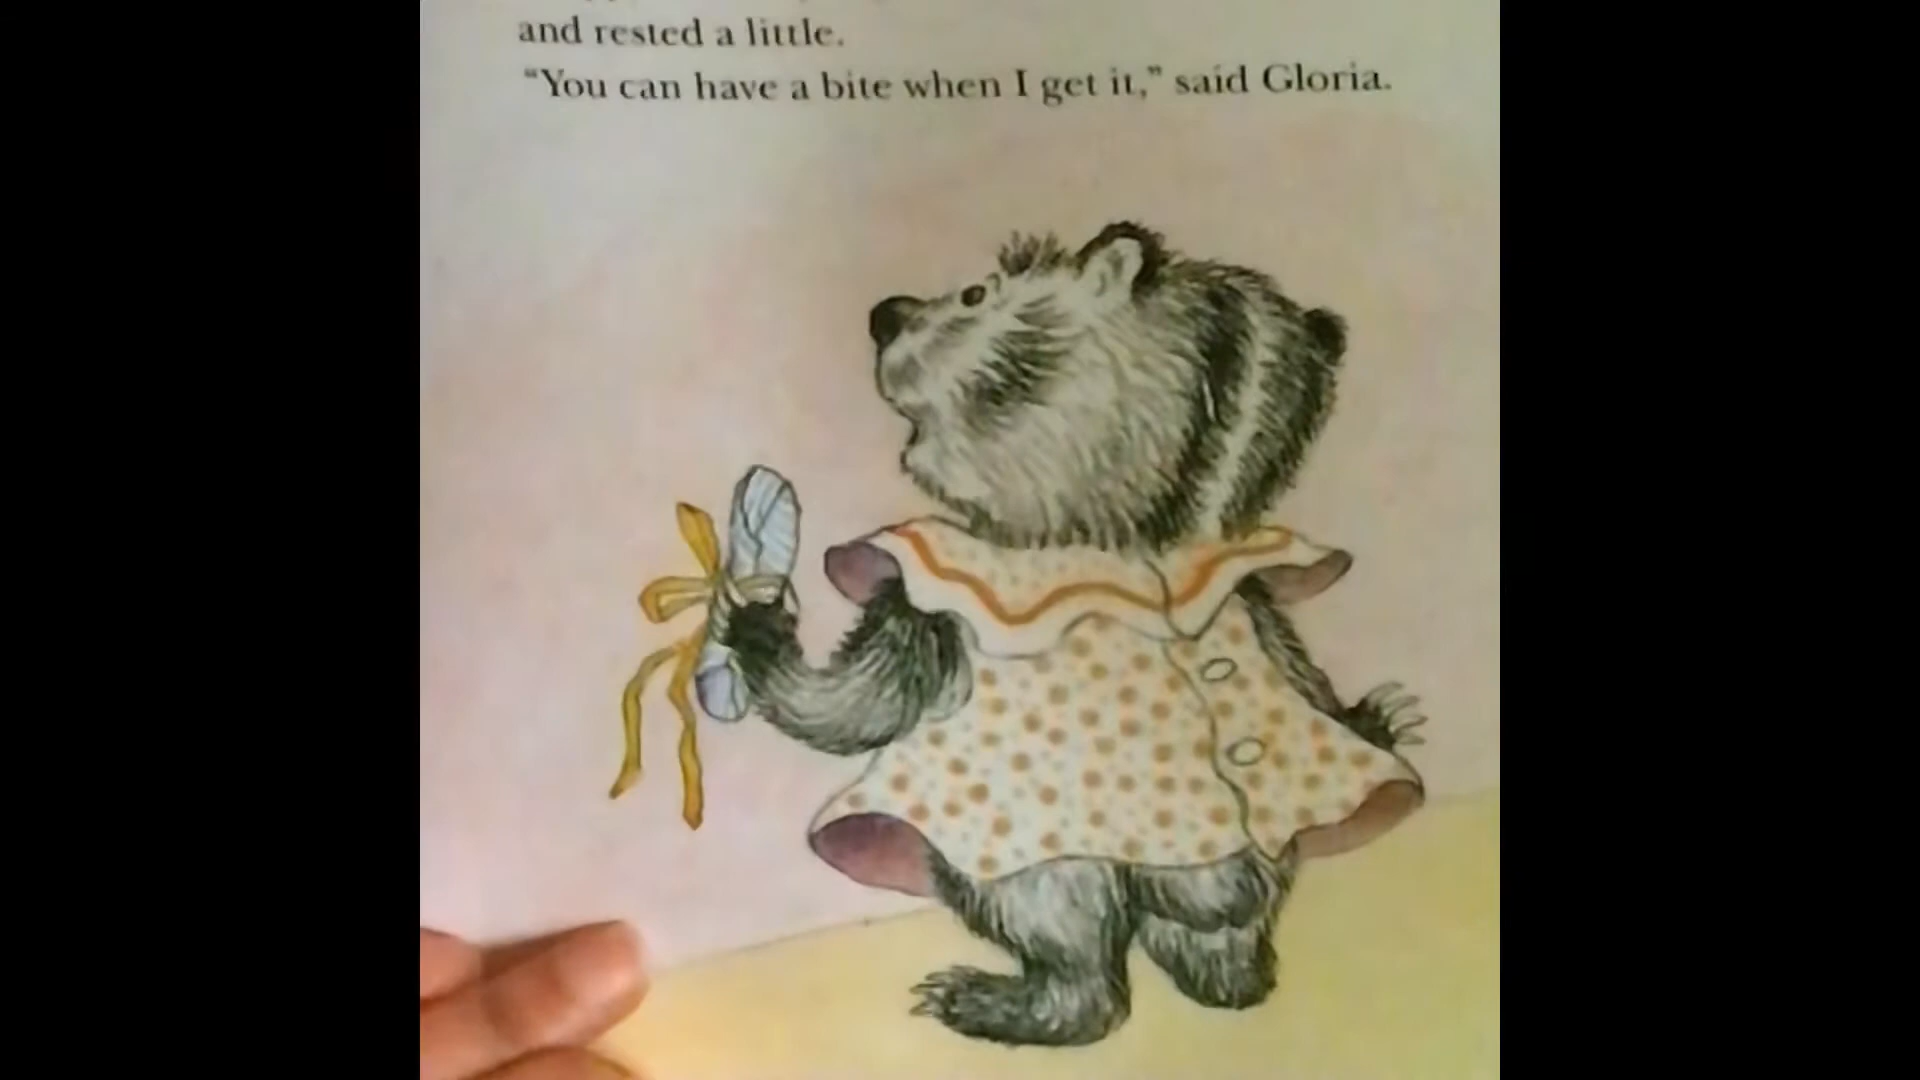 and rested a little.
“You can have a bite when I get it,” said Gloria.